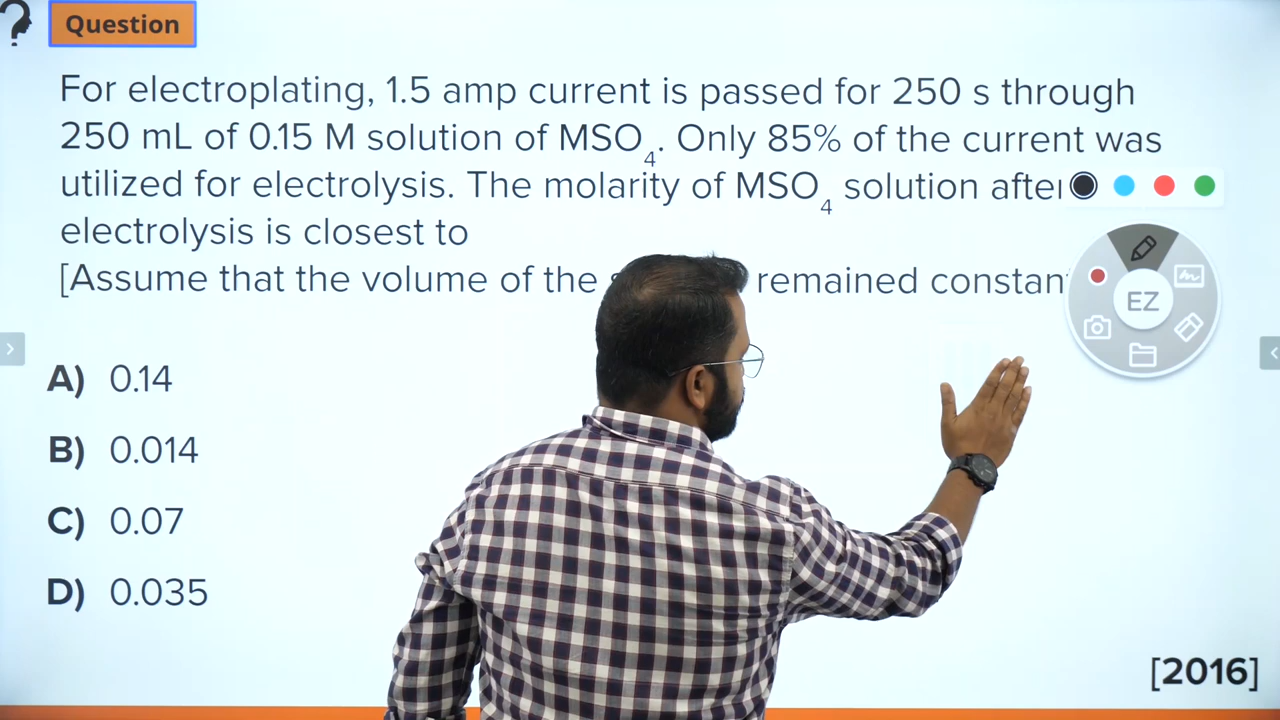 Question
For electroplating, 1.5 amp current is passed for 250 s through
250 mL of 0.15 M solution of MSO₄. Only 85% of the current was
utilized for electrolysis. The molarity of MSO₄ solution after
electrolysis is closest to
[Assume that the volume of the remained constant
EZ
A) 0.14
B) 0.014
C) 0.07
D) 0.035
[2016]